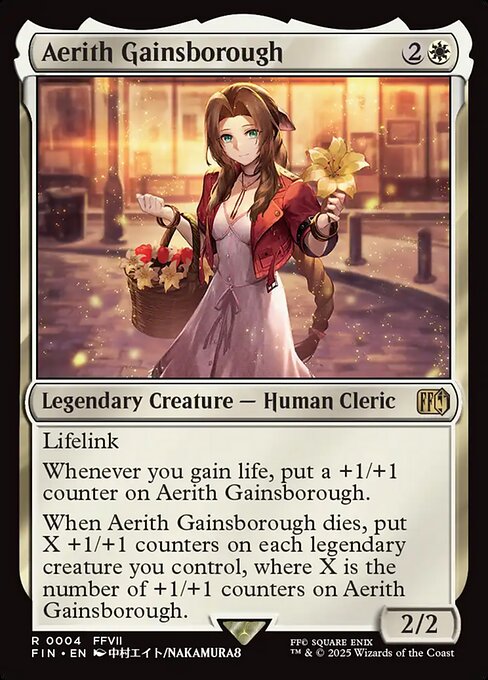 Aerith Gainsborough 2
Legendary Creature — Human Cleric
FF
Lifelink
Whenever you gain life, put a +1/+1
counter on Aerith Gainsborough.
When Aerith Gainsborough dies, put
X +1/+1 counters on each legendary
creature you control, where X is the
number of +1/+1 counters on Aerith
Gainsborough.
2/2
R 0004 FFVII
FIN • EN 中村エイト/NAKAMURA8
FF© SQUARE ENIX
™ & © 2025 Wizards of the Coast